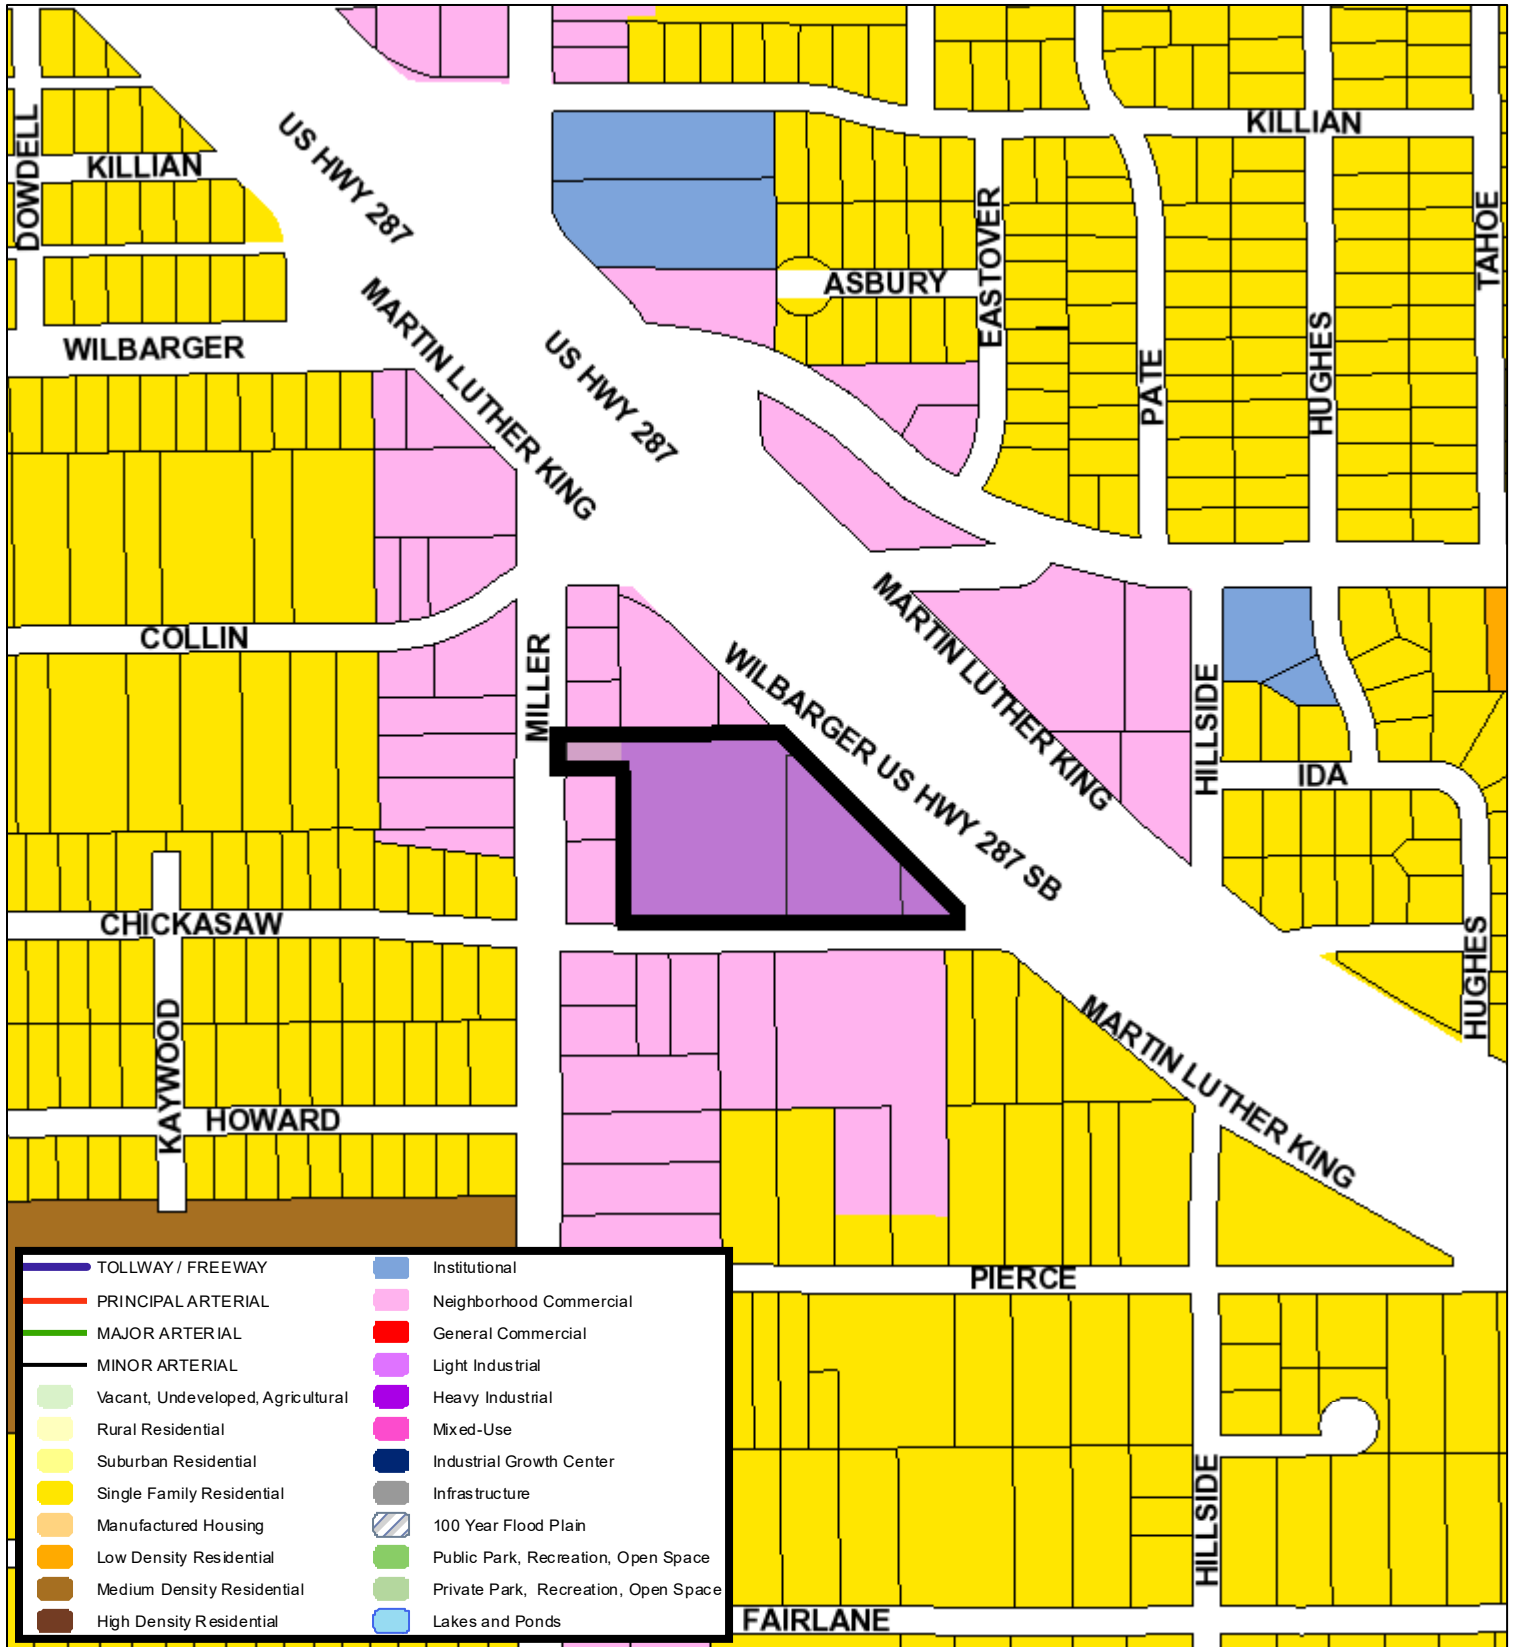 KILLIAN
US HWY 287
DOWDELL
KILLIAN
EASTOVER
TAHOE
ASBURY
MARTIN LUTHER KING
US HWY 287
WILBARGER
PATE
HUGHES
COLLIN
MILLER
MARTIN LUTHER KING
WILBARGER US HWY 287 SB
HILLSIDE
IDA
CHICKASAW
HUGHES
KAYWOOD
MARTIN LUTHER KING
HOWARD
PIERCE
HILLSIDE
FAIRLANE
TOLLWAY / FREEWAY
PRINCIPAL ARTERIAL
MAJOR ARTERIAL
MINOR ARTERIAL
Vacant, Undeveloped, Agricultural
Rural Residential
Suburban Residential
Single Family Residential
Manufactured Housing
Low Density Residential
Medium Density Residential
High Density Residential
Institutional
Neighborhood Commercial
General Commercial
Light Industrial
Heavy Industrial
Mixed-Use
Industrial Growth Center
Infrastructure
100 Year Flood Plain
Public Park, Recreation, Open Space
Private Park, Recreation, Open Space
Lakes and Ponds